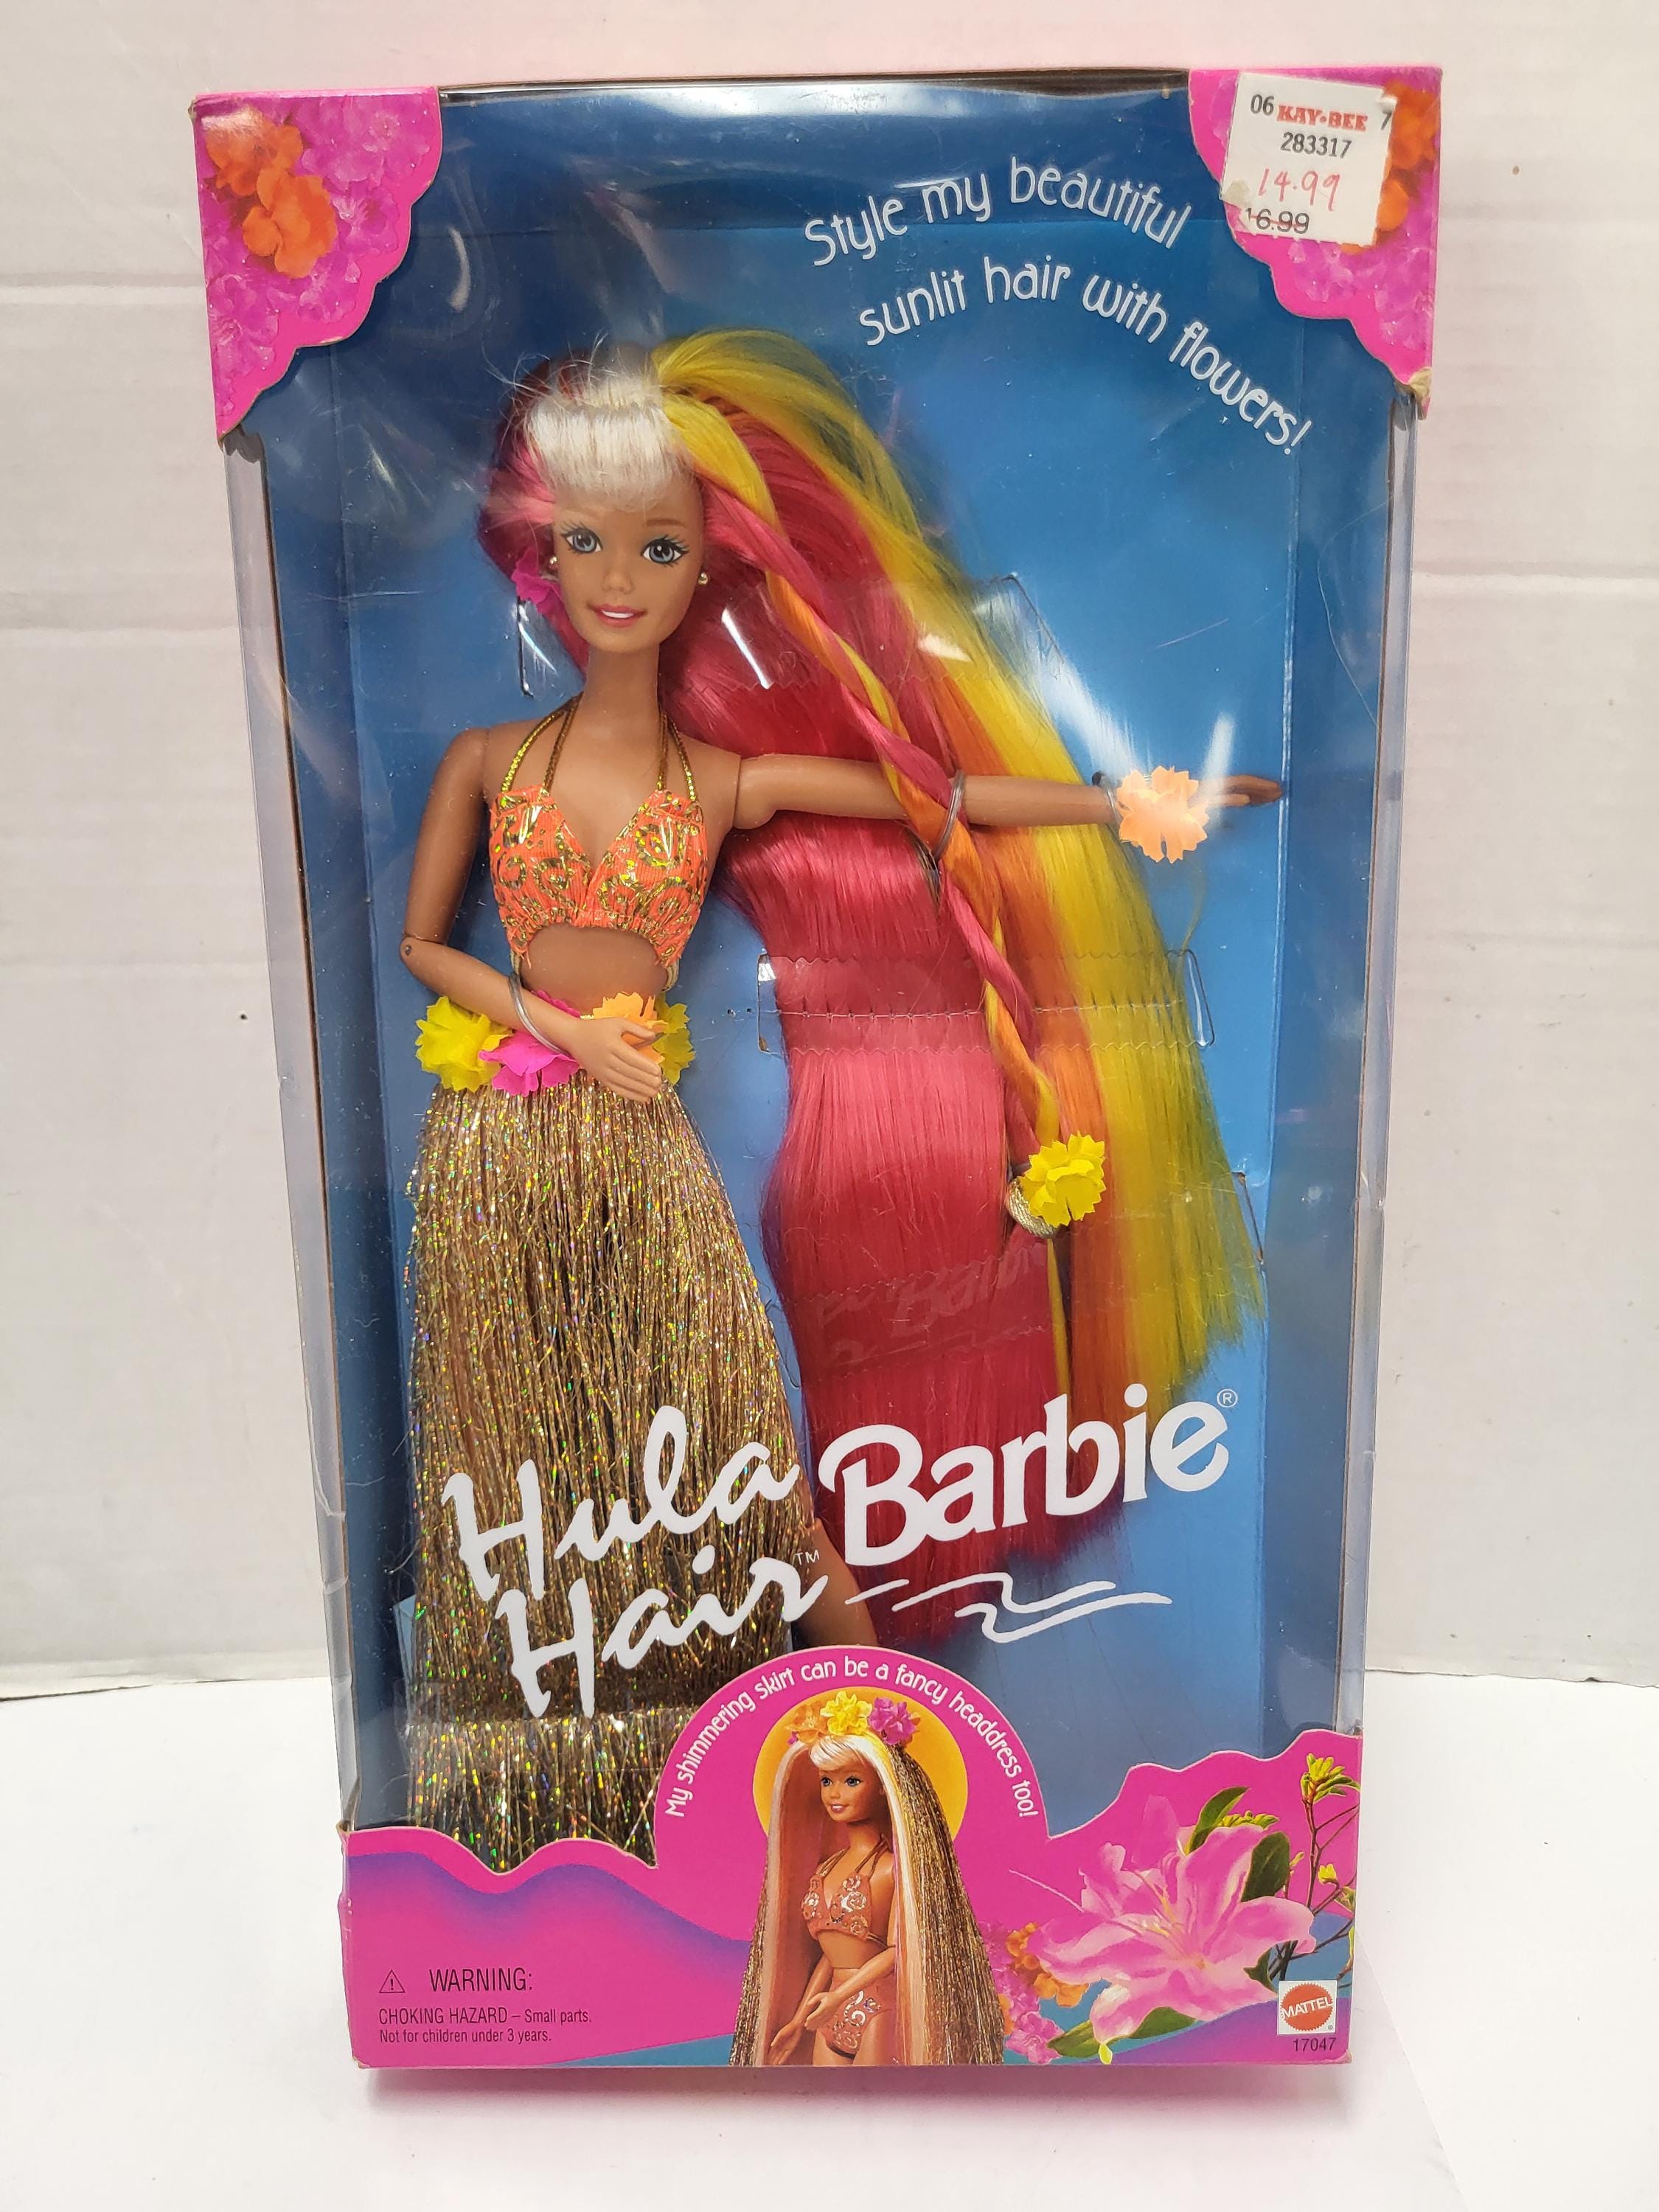 06 KAY·BEE 7
283317
14.99
16.99
Style my beautiful
sunlit hair with flowers!
Hula
Hair™
Barbie®
My shimmering skirt can be a fancy headdress too!
⚠ WARNING:
CHOKING HAZARD – Small parts.
Not for children under 3 years.
MATTEL
®
17047